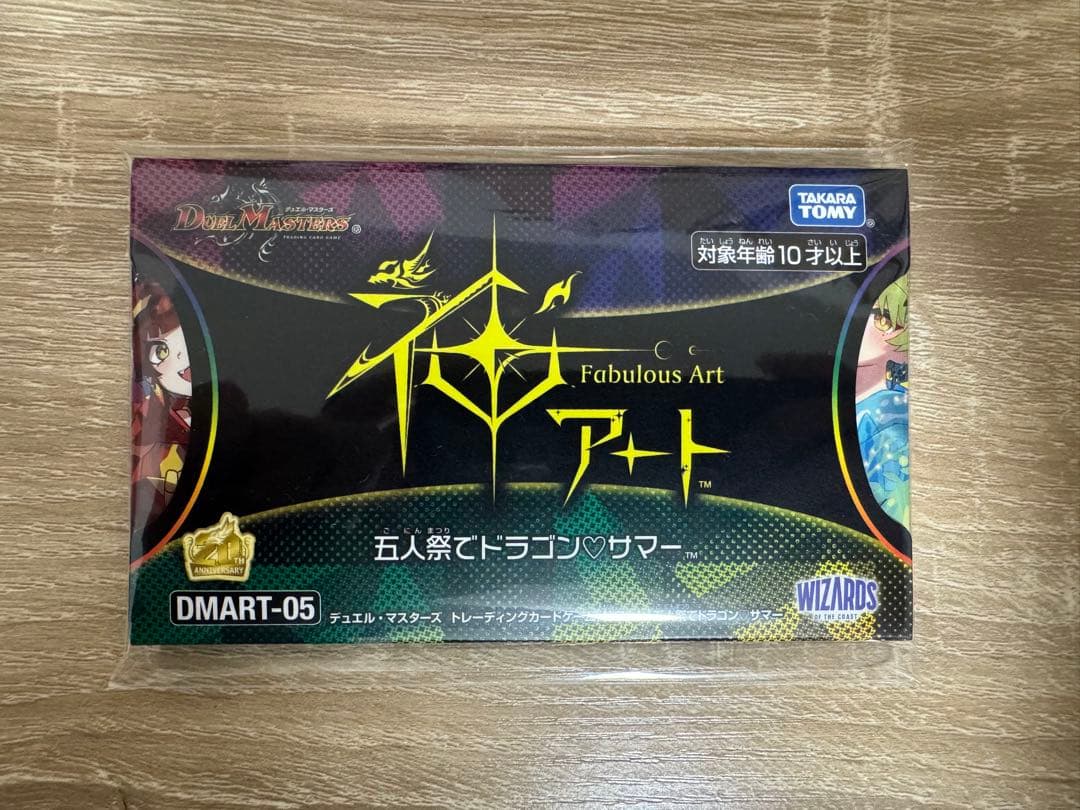 デュエル・マスターズ
DUEL MASTERS
TRADING CARD GAME
TAKARA
TOMY
たいしょうねんれい さいいじょう
対象年齢10才以上
神
Fabulous Art
アート™
ごにんまつり
五人祭でドラゴン♡サマー™
20TH
ANNIVERSARY
DMART-05
デュエル・マスターズ トレーディングカードゲー でドラゴン♡サマー
WIZARDS
OF THE COAST